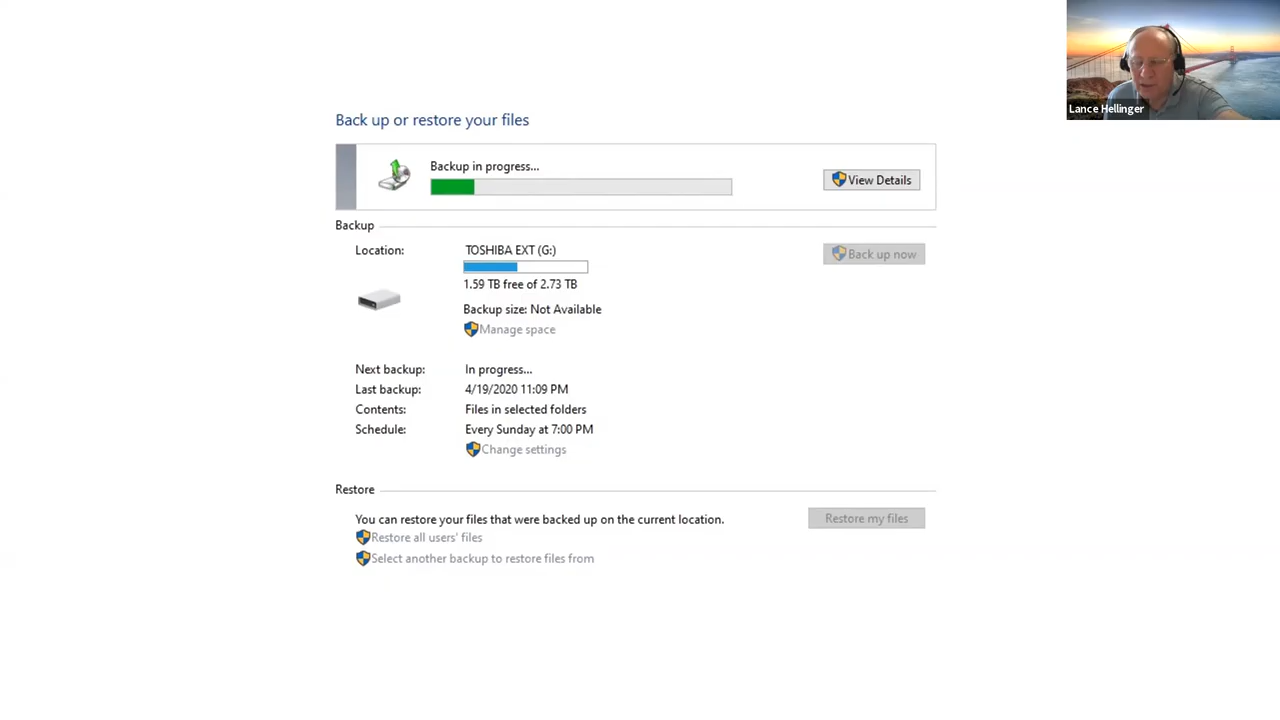 Lance Hellinger
Back up or restore your files
Backup in progress...
View Details
Backup
Location:
TOSHIBA EXT (G:)
Back up now
1.59 TB free of 2.73 TB
Backup size: Not Available
Manage space
Next backup:
In progress...
Last backup:
4/19/2020 11:09 PM
Contents:
Files in selected folders
Schedule:
Every Sunday at 7:00 PM
Change settings
Restore
You can restore your files that were backed up on the current location.
Restore my files
Restore all users' files
Select another backup to restore files from